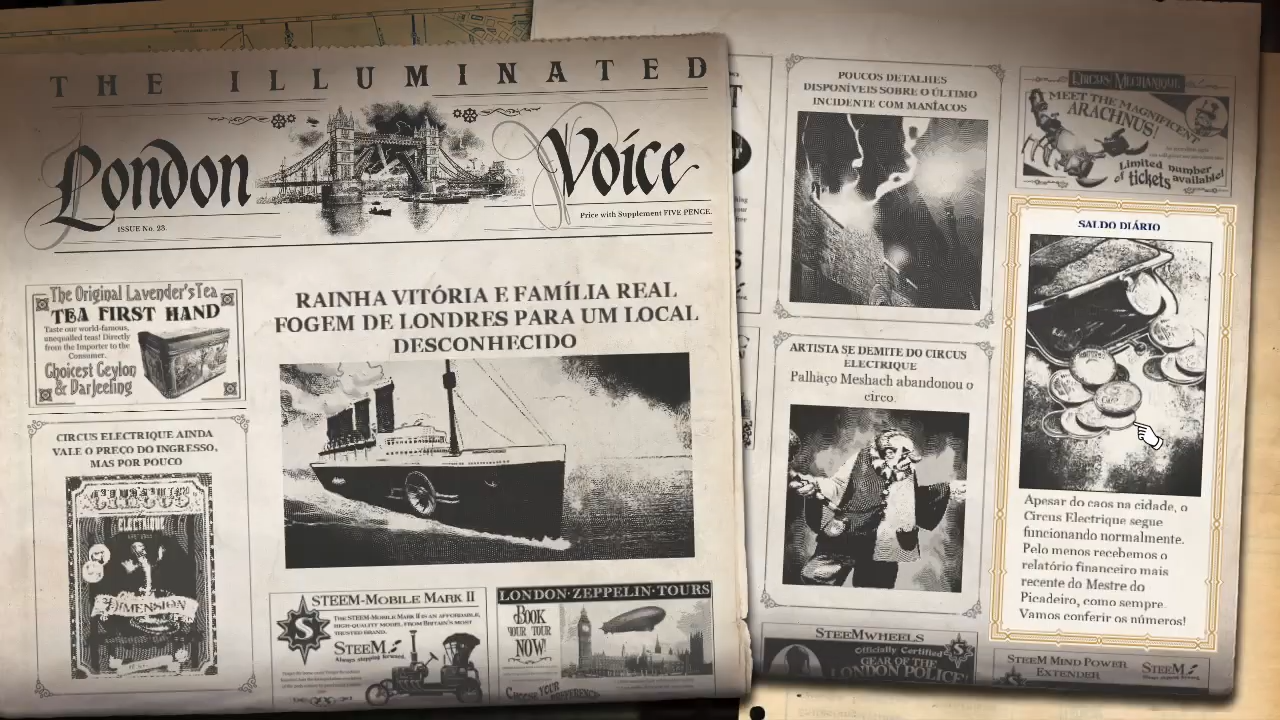 THE ILLUMINATED
London Voice
ISSUE No. 23.
Price with Supplement FIVE PENCE.
The Original Lavender's Tea
TEA FIRST HAND
Taste our world-famous,
unequalled teas! Directly
from the Importer to the
Consumer.
Choicest Ceylon
& Darjeeling
CIRCUS ELECTRIQUE AINDA
VALE O PREÇO DO INGRESSO,
MAS POR POUCO
CIRCUS
ELECTRIQUE
DIMENSION
RAINHA VITÓRIA E FAMÍLIA REAL
FOGEM DE LONDRES PARA UM LOCAL
DESCONHECIDO
STEEM-MOBILE MARK II
THE STEEM-MOBILE MARK II IS AN AFFORDABLE,
HIGH-QUALITY MODEL, FROM BRITAIN'S MOST
TRUSTED BRAND.
STEEM
Always stepping forward.
LONDON·ZEPPELIN·TOURS
BOOK
YOUR TOUR
NOW!
CHOOSE YOUR
POUCOS DETALHES
DISPONÍVEIS SOBRE O ÚLTIMO
INCIDENTE COM MANÍACOS
ARTISTA SE DEMITE DO CIRCUS
ELECTRIQUE
Palhaço Meshach abandonou o
circo.
STEEMWHEELS
Officially Certified
GEAR OF THE
LONDON POLICE!
CIRCUS MECHANIQUE
MEET THE MAGNIFICENT
ARACHNUS!
Limited number
of tickets available!
SALDO DIÁRIO
Apesar do caos na cidade, o
Circus Electrique segue
funcionando normalmente.
Pelo menos recebemos o
relatório financeiro mais
recente do Mestre do
Picadeiro, como sempre.
Vamos conferir os números!
STEEM MIND POWER
EXTENDER
STEEM